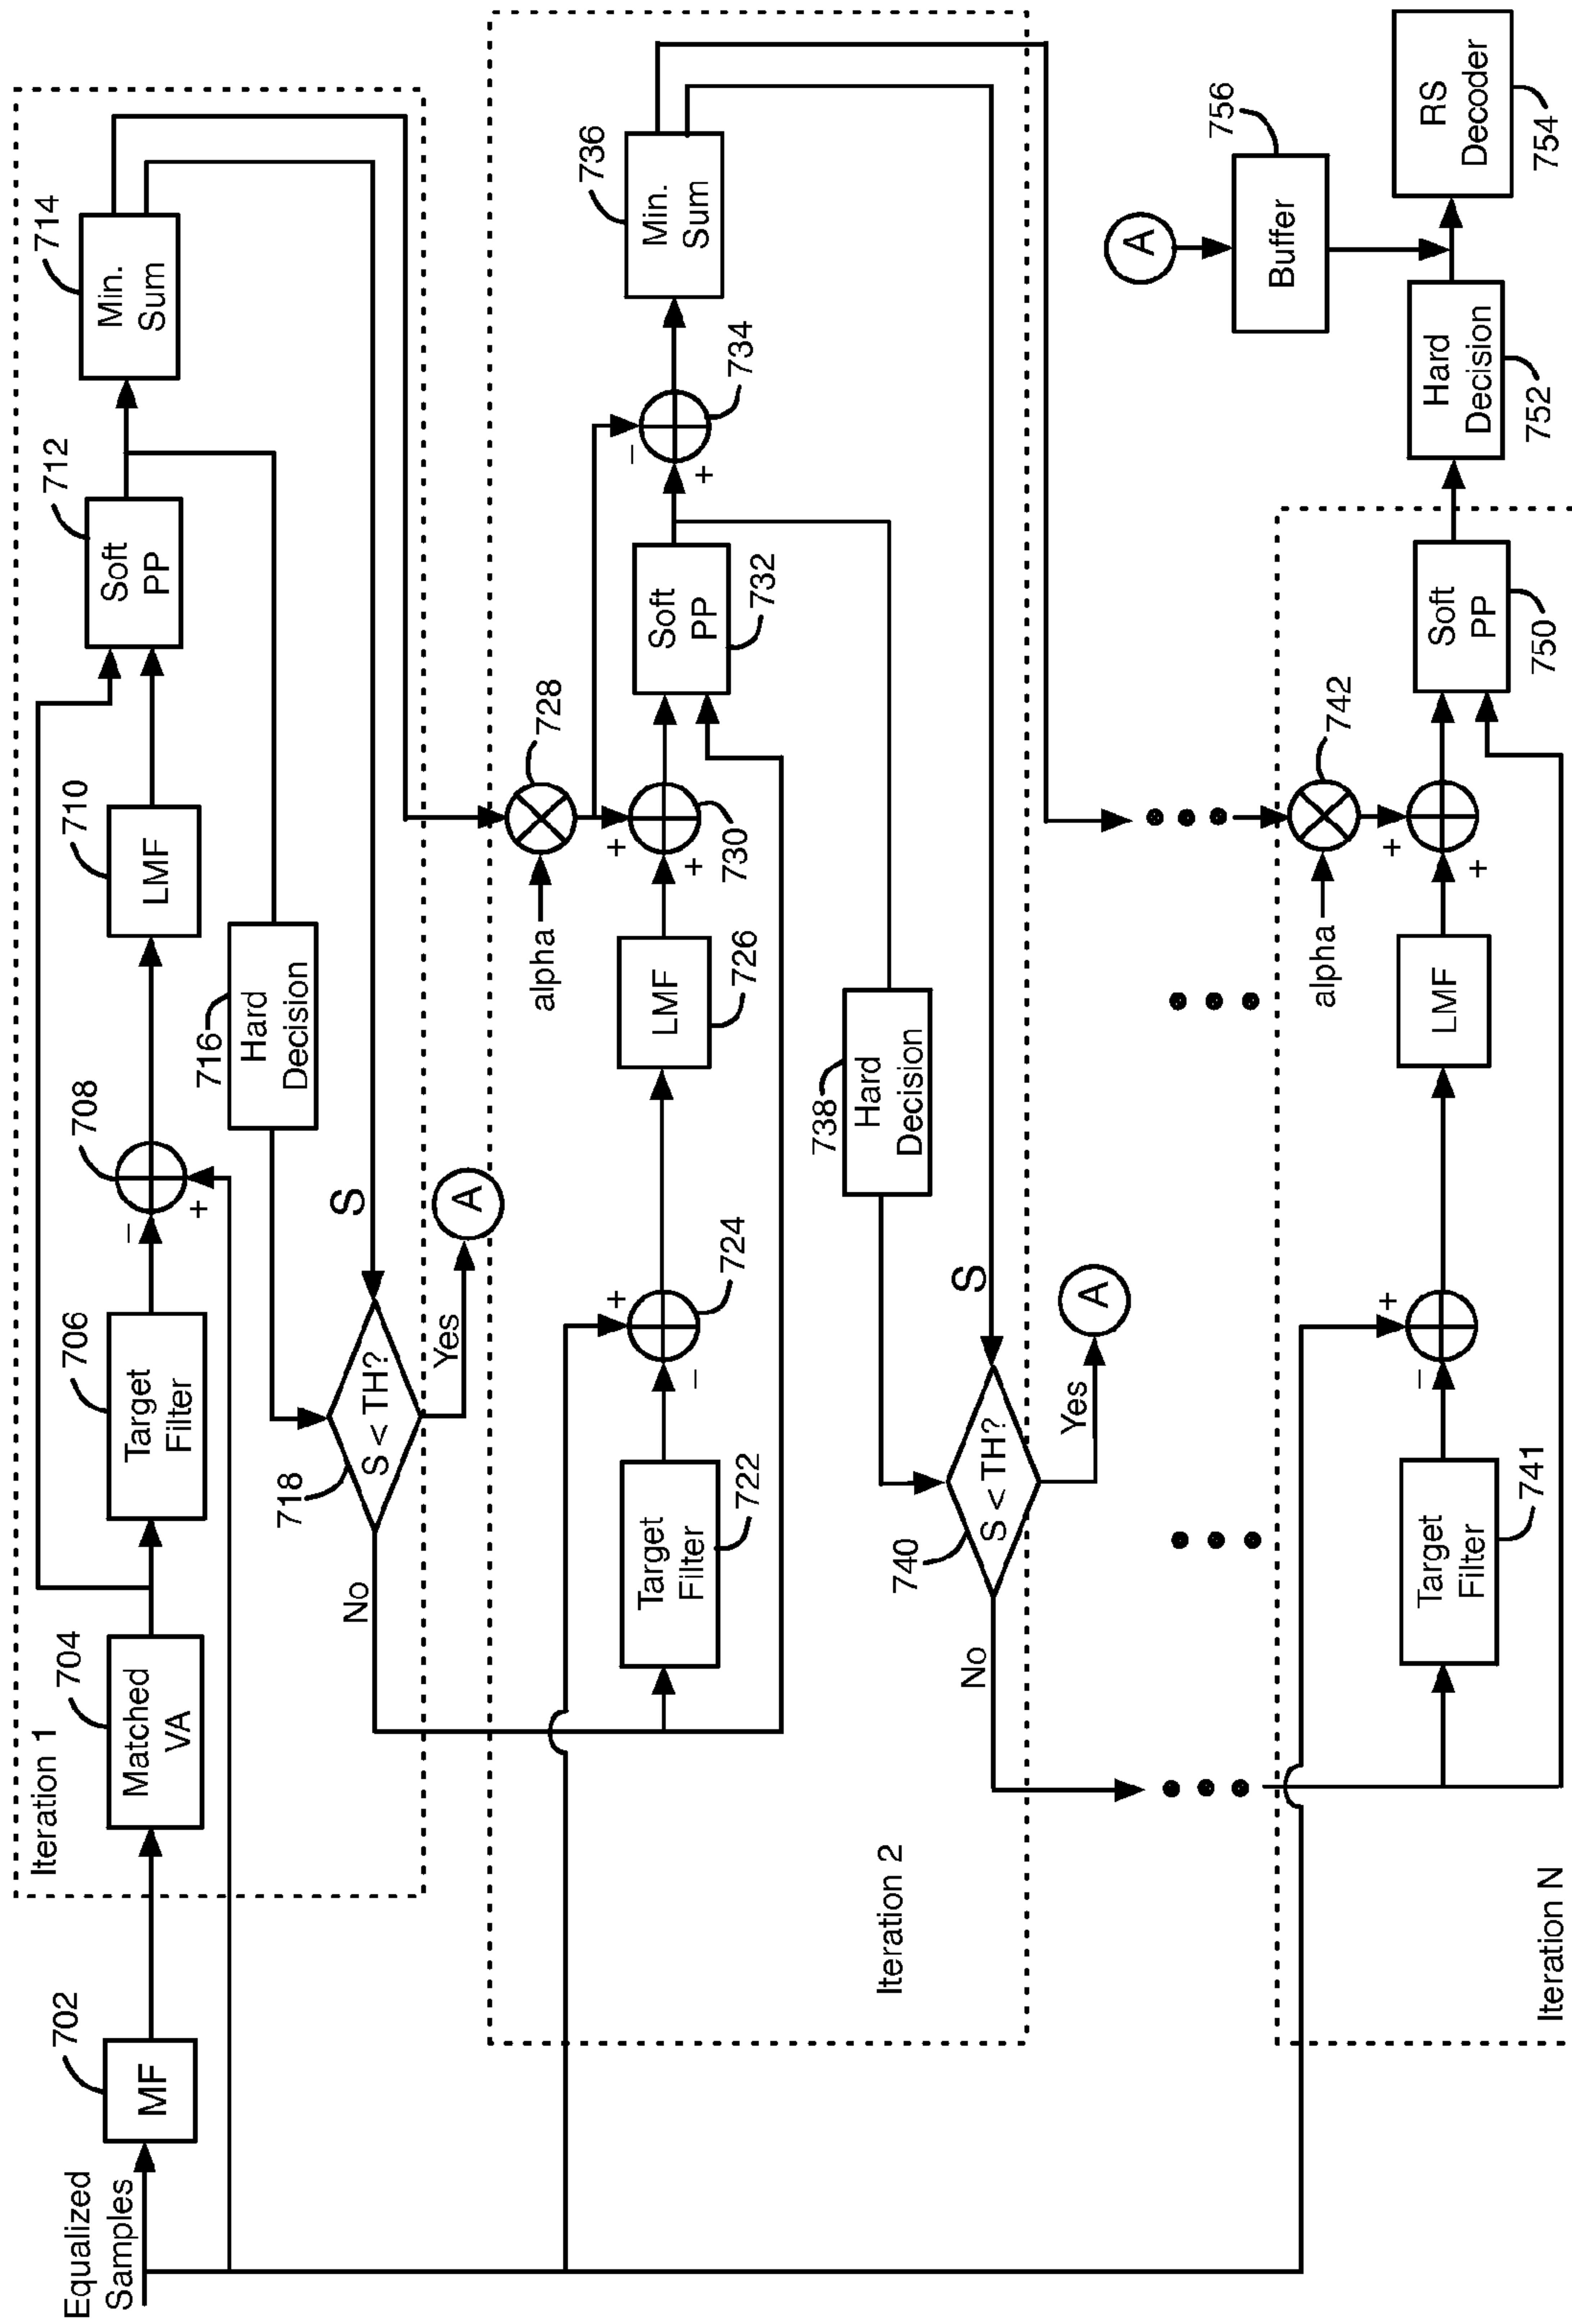 Equalized
Samples
702
MF
Iteration 1
704
Matched
VA
706
Target
Filter
708
−
+
710
LMF
712
Soft
PP
714
Min.
Sum
716
Hard
Decision
718
S < TH?
S
No
Yes
A
Iteration 2
Target
Filter
722
724
+
−
LMF
726
alpha
728
+
+
730
Soft
PP
732
−
+
734
736
Min.
Sum
738
Hard
Decision
740
S < TH?
S
No
Yes
A
Iteration N
Target
Filter
741
+
−
LMF
alpha
742
+
+
Soft
PP
750
Hard
Decision
752
A
Buffer
756
RS
Decoder
754